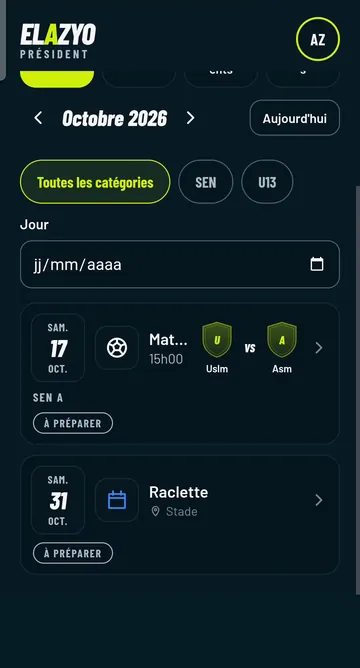 ELAZYO
PRÉSIDENT
AZ
Octobre 2026
Aujourd'hui
Toutes les catégories
SEN
U13
Jour
jj/mm/aaaa
SAM.
17
OCT.
Mat...
15h00
U
Uslm
vs
A
Asm
SEN A
À PRÉPARER
SAM.
31
OCT.
Raclette
Stade
À PRÉPARER